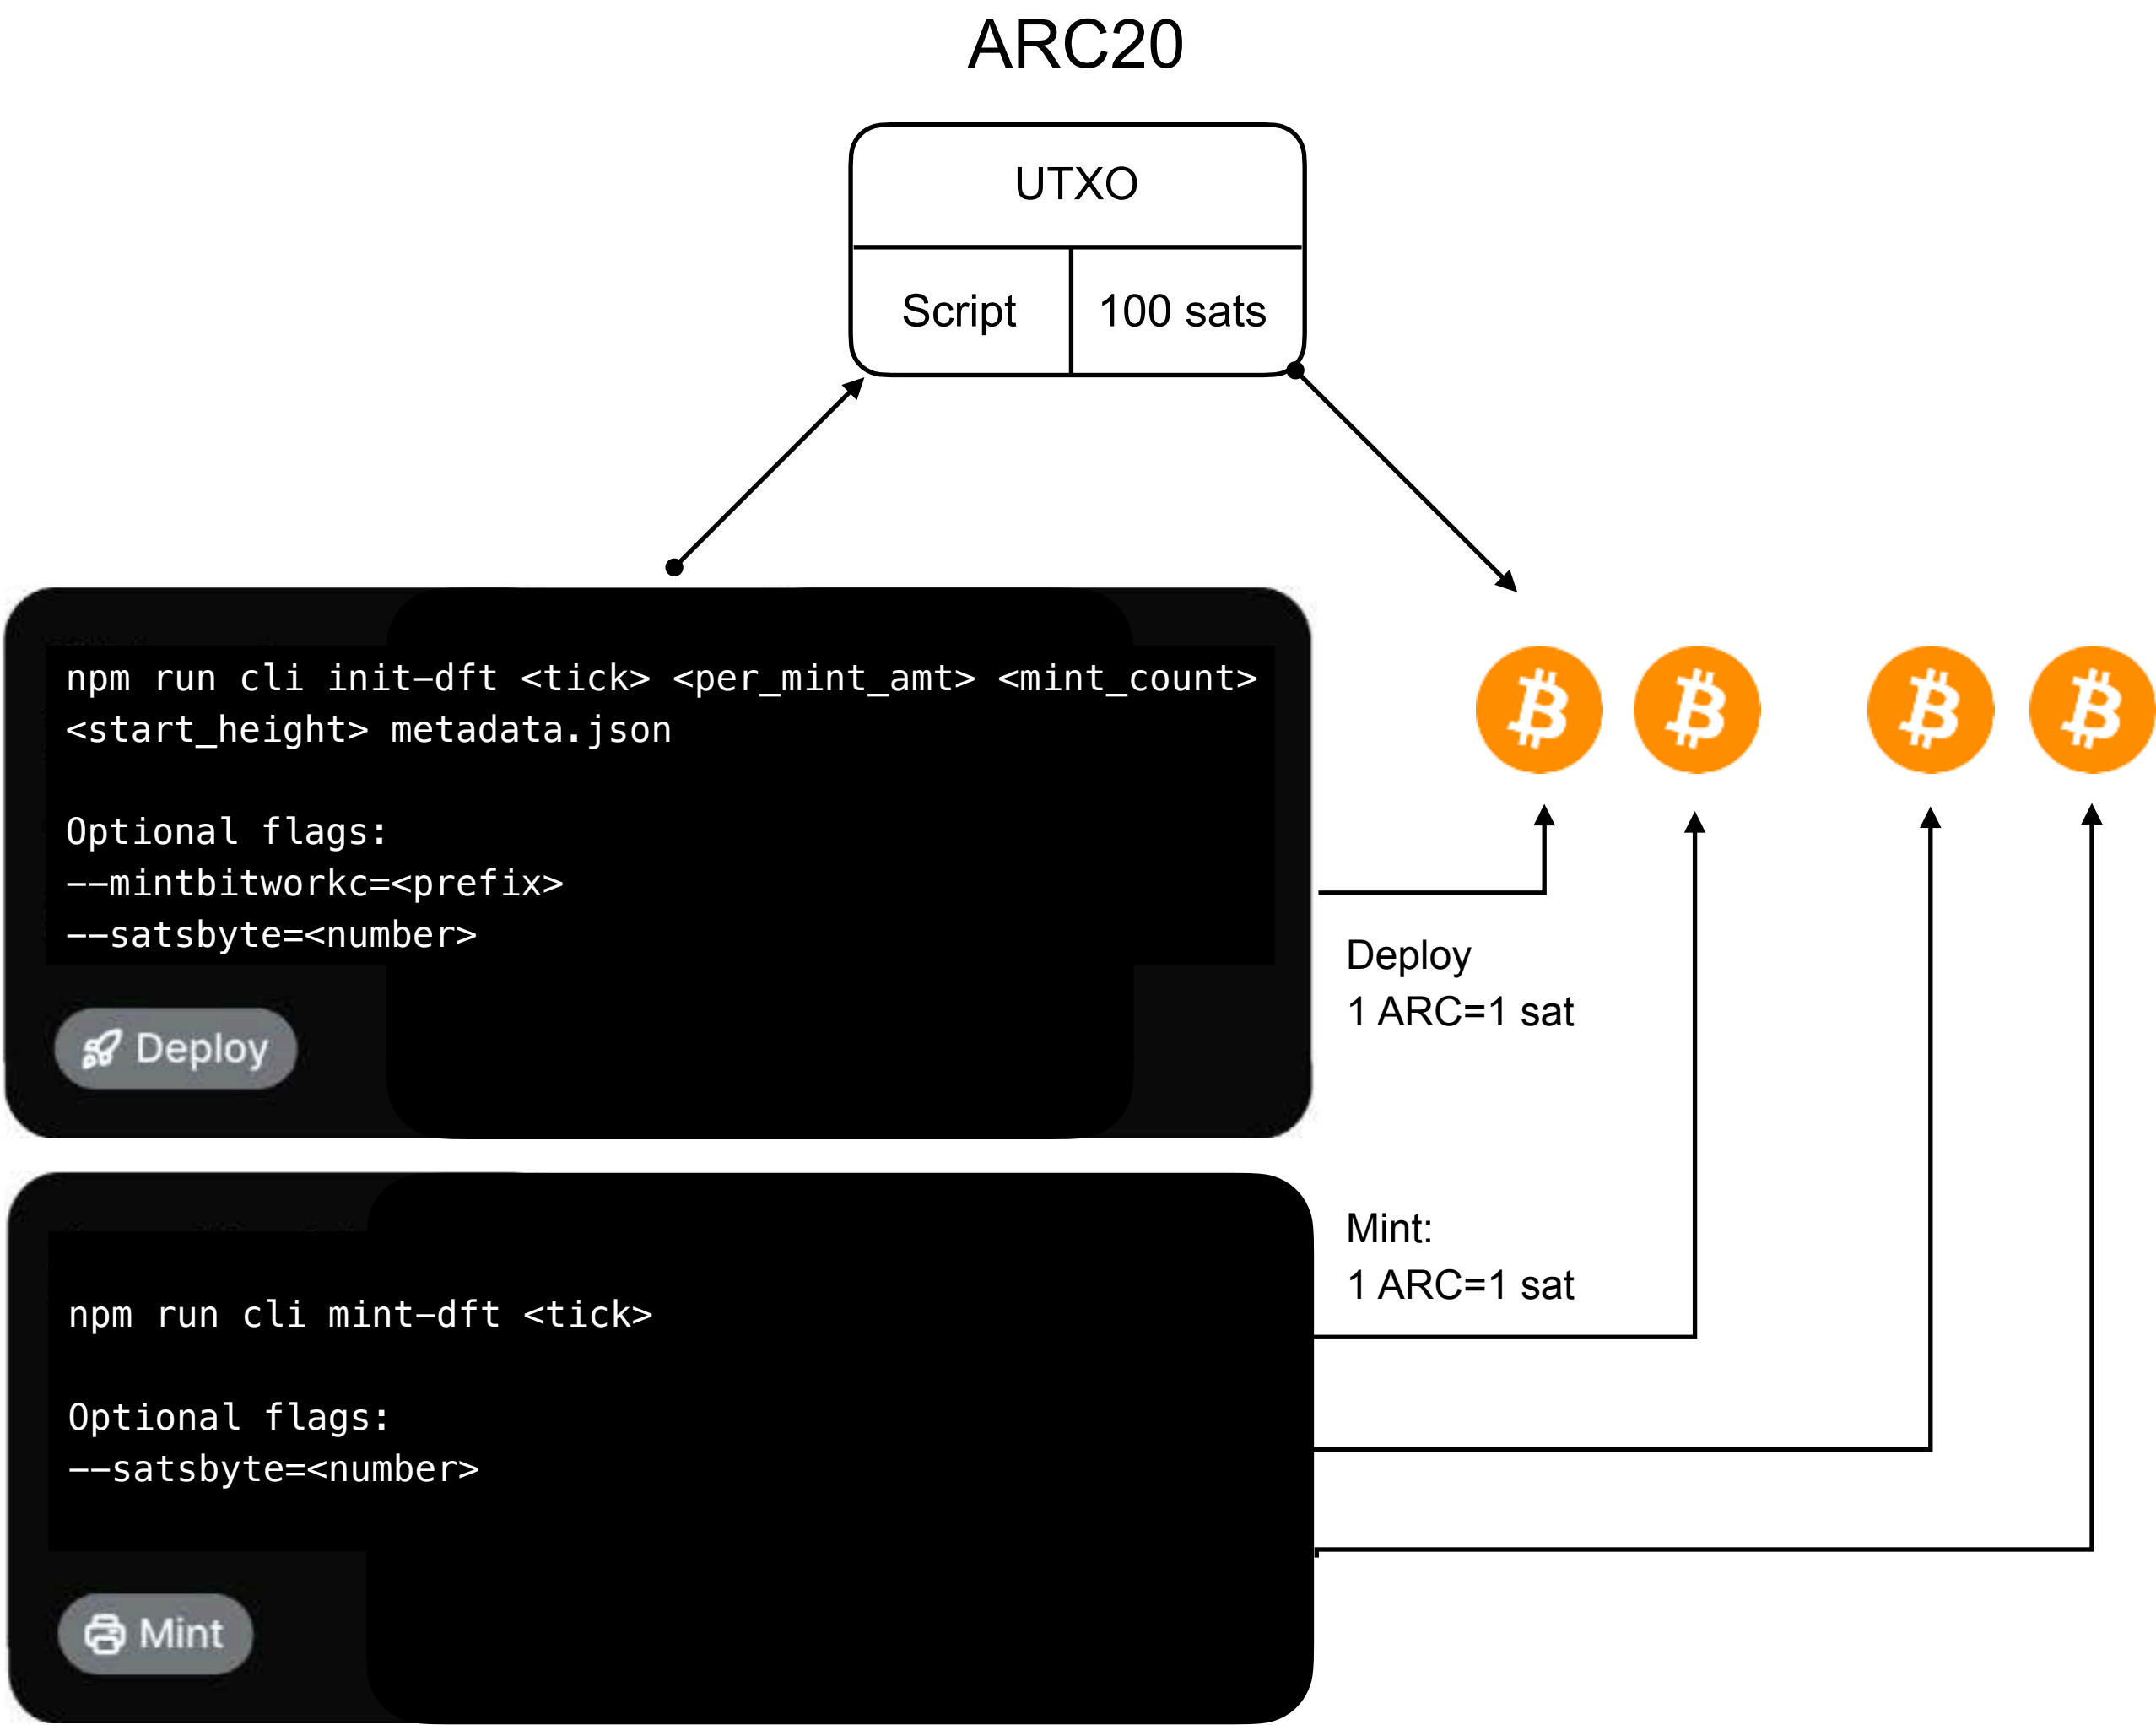 ARC20
UTXO
Script
100 sats
npm run cli init-dft <tick> <per_mint_amt> <mint_count>
<start_height> metadata.json
Optional flags:
--mintbitworkc=<prefix>
--satsbyte=<number>
Deploy
Deploy
1 ARC=1 sat
npm run cli mint-dft <tick>
Optional flags:
--satsbyte=<number>
Mint
Mint:
1 ARC=1 sat